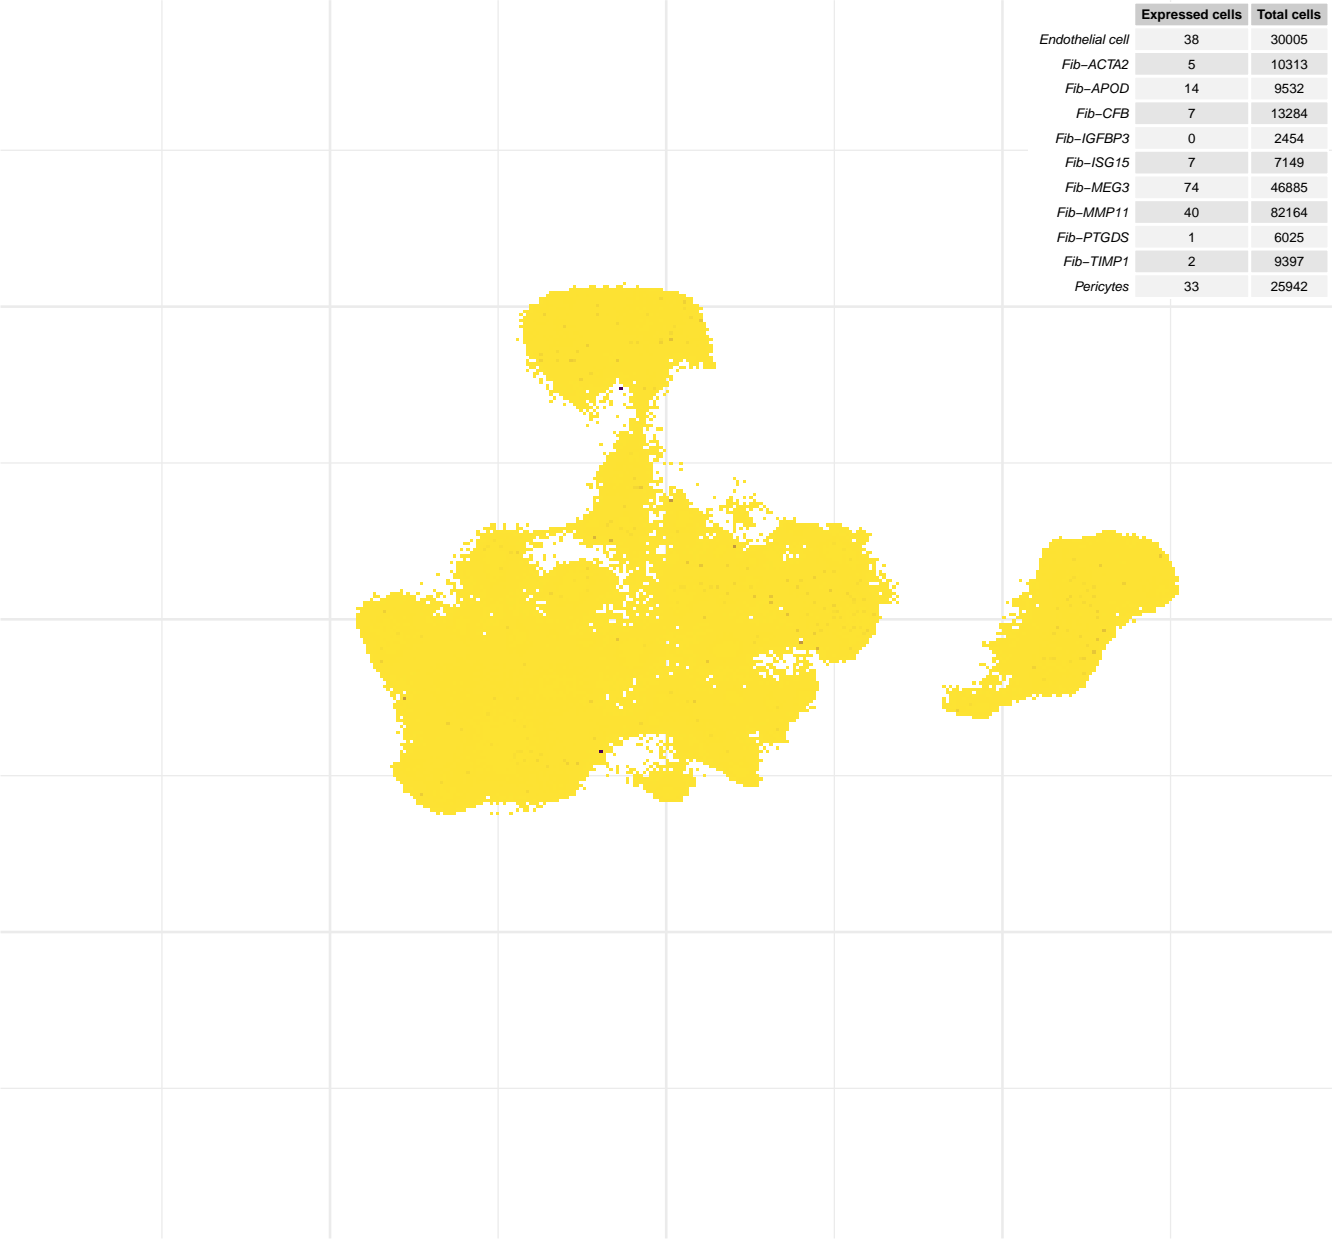 Expressed cells Total cells
Endothelial cell 38 30005
Fib−ACTA2 5 10313
Fib−APOD 14 9532
Fib−CFB 7 13284
Fib−IGFBP3 0 2454
Fib−ISG15 7 7149
Fib−MEG3 74 46885
Fib−MMP11 40 82164
Fib−PTGDS 1 6025
Fib−TIMP1 2 9397
Pericytes 33 25942